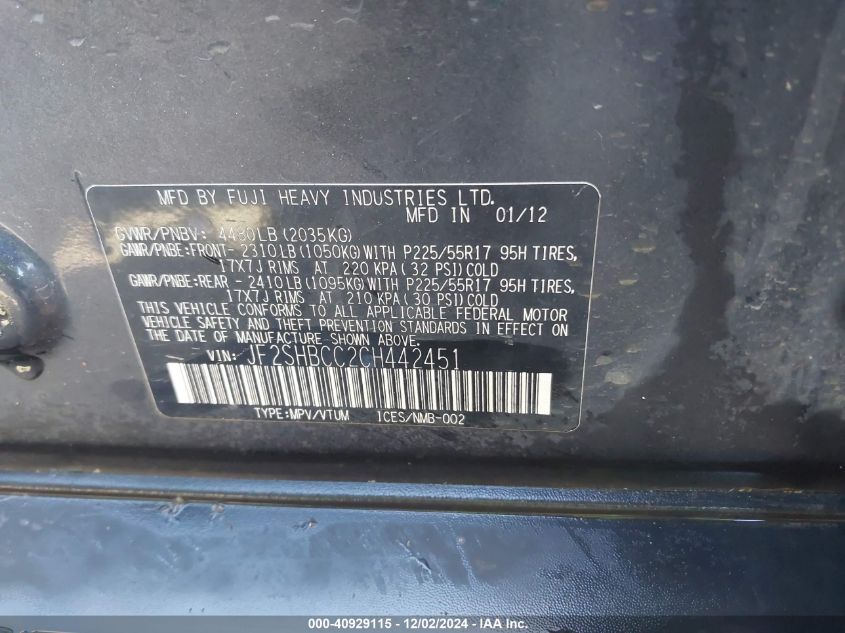 MFD BY FUJI HEAVY INDUSTRIES LTD.
MFD IN 01/12
GVWR/PNBV: 4480LB (2035KG)
GAWR/PNBE:FRONT- 2310LB(1050KG)WITH P225/55R17 95H TIRES,
17X7J RIMS AT 220 KPA( 32 PSI)COLD
GAWR/PNBE:REAR - 2410LB(1095KG)WITH P225/55R17 95H TIRES,
17X7J RIMS AT 210 KPA( 30 PSI)COLD
THIS VEHICLE CONFORMS TO ALL APPLICABLE FEDERAL MOTOR
VEHICLE SAFETY AND THEFT PREVENTION STANDARDS IN EFFECT ON
THE DATE OF MANUFACTURE SHOWN ABOVE.
VIN: JF2SHBCC2CH442451
TYPE:MPV/VTUM ICES/NMB-002
000-40929115 - 12/02/2024 - IAA Inc.